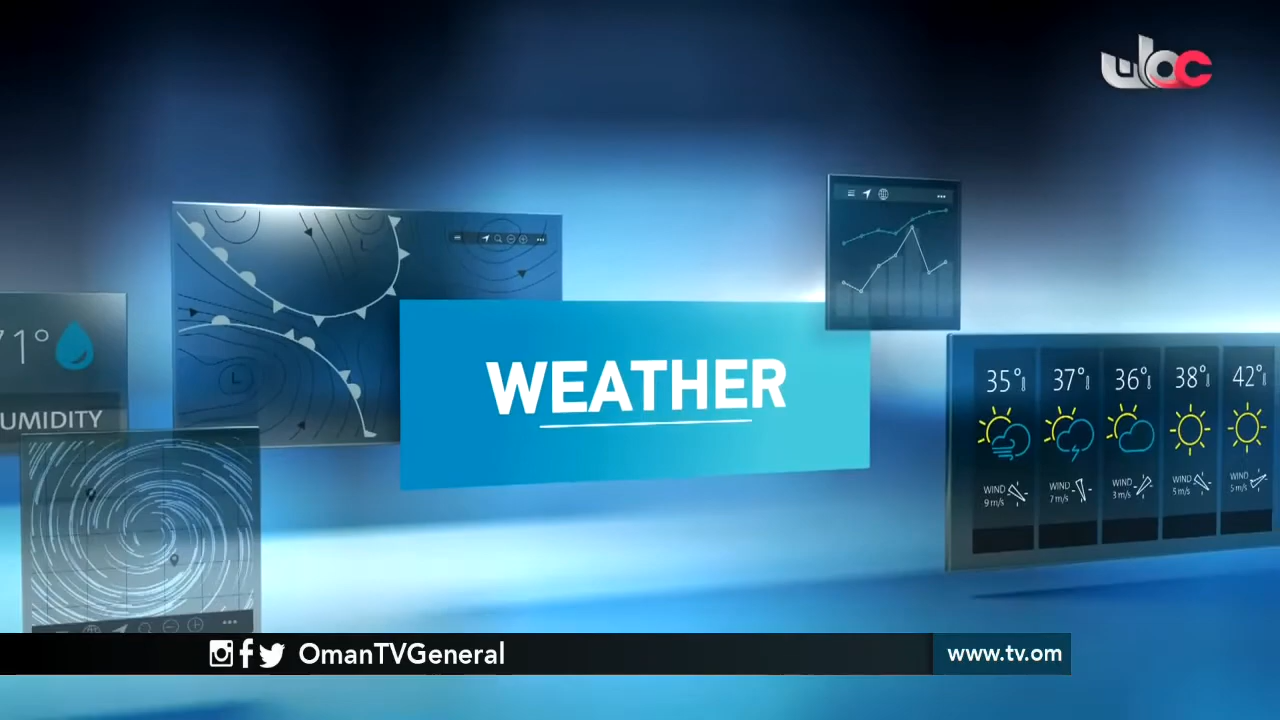 عمان
71°
UMIDITY
L
L
WEATHER
35° 37° 36° 38° 42°
WIND WIND WIND WIND WIND
9 m/s 7 m/s 3 m/s 5 m/s 5 m/s
OmanTVGeneral
www.tv.om